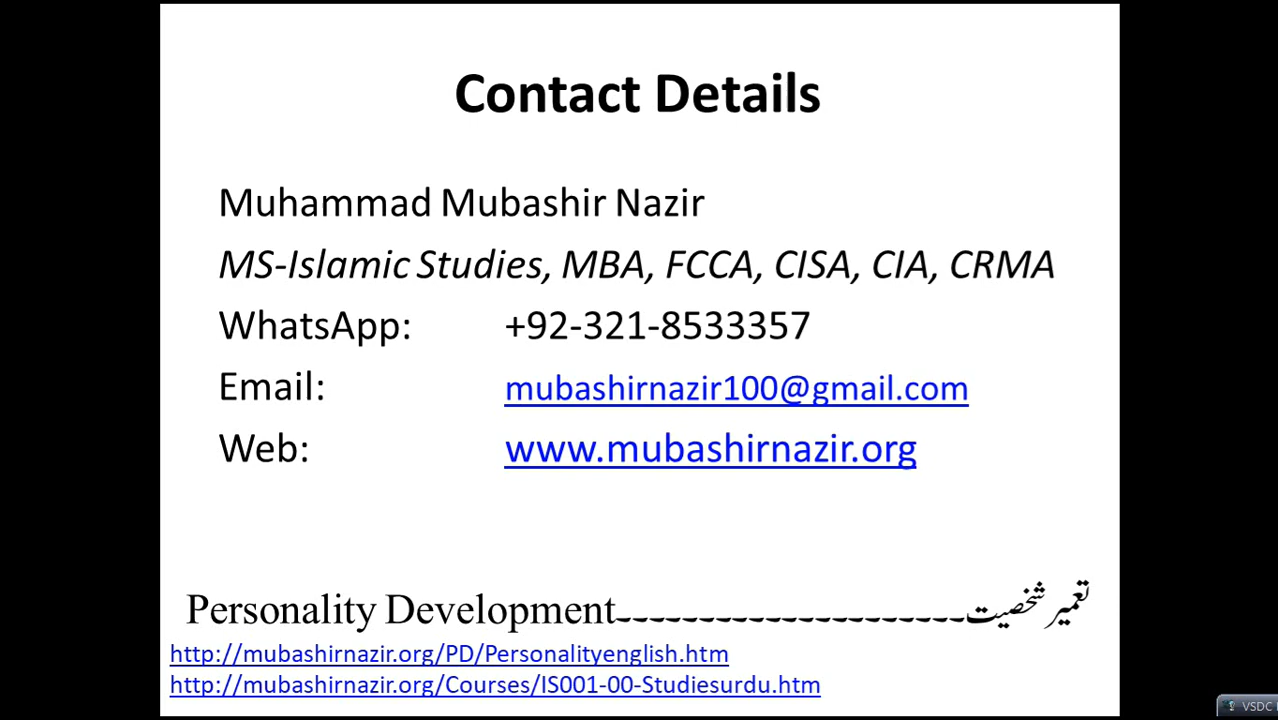 Contact Details
Muhammad Mubashir Nazir
MS-Islamic Studies, MBA, FCCA, CISA, CIA, CRMA
WhatsApp: +92-321-8533357
Email: mubashirnazir100@gmail.com
Web: www.mubashirnazir.org
Personality Development---------------------تعمیر شخصیت
http://mubashirnazir.org/PD/Personalityenglish.htm
http://mubashirnazir.org/Courses/IS001-00-Studiesurdu.htm
VSDC